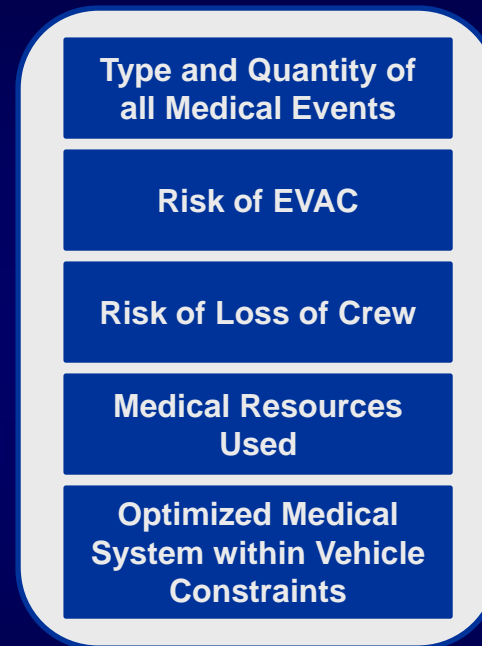 Type and Quantity of
all Medical Events
Risk of EVAC
Risk of Loss of Crew
Medical Resources
Used
Optimized Medical
System within Vehicle
Constraints